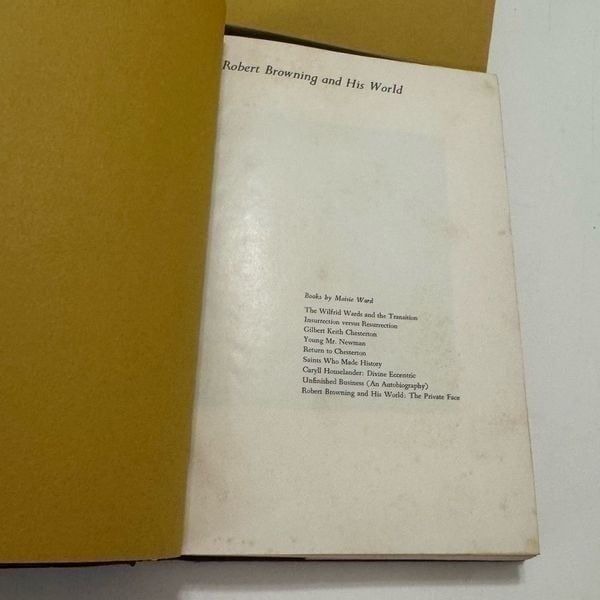 Robert Browning and His World
Books by Maisie Ward
The Wilfrid Wards and the Transition
Insurrection versus Resurrection
Gilbert Keith Chesterton
Young Mr. Newman
Return to Chesterton
Saints Who Made History
Caryll Houselander: Divine Eccentric
Unfinished Business (An Autobiography)
Robert Browning and His World: The Private Face